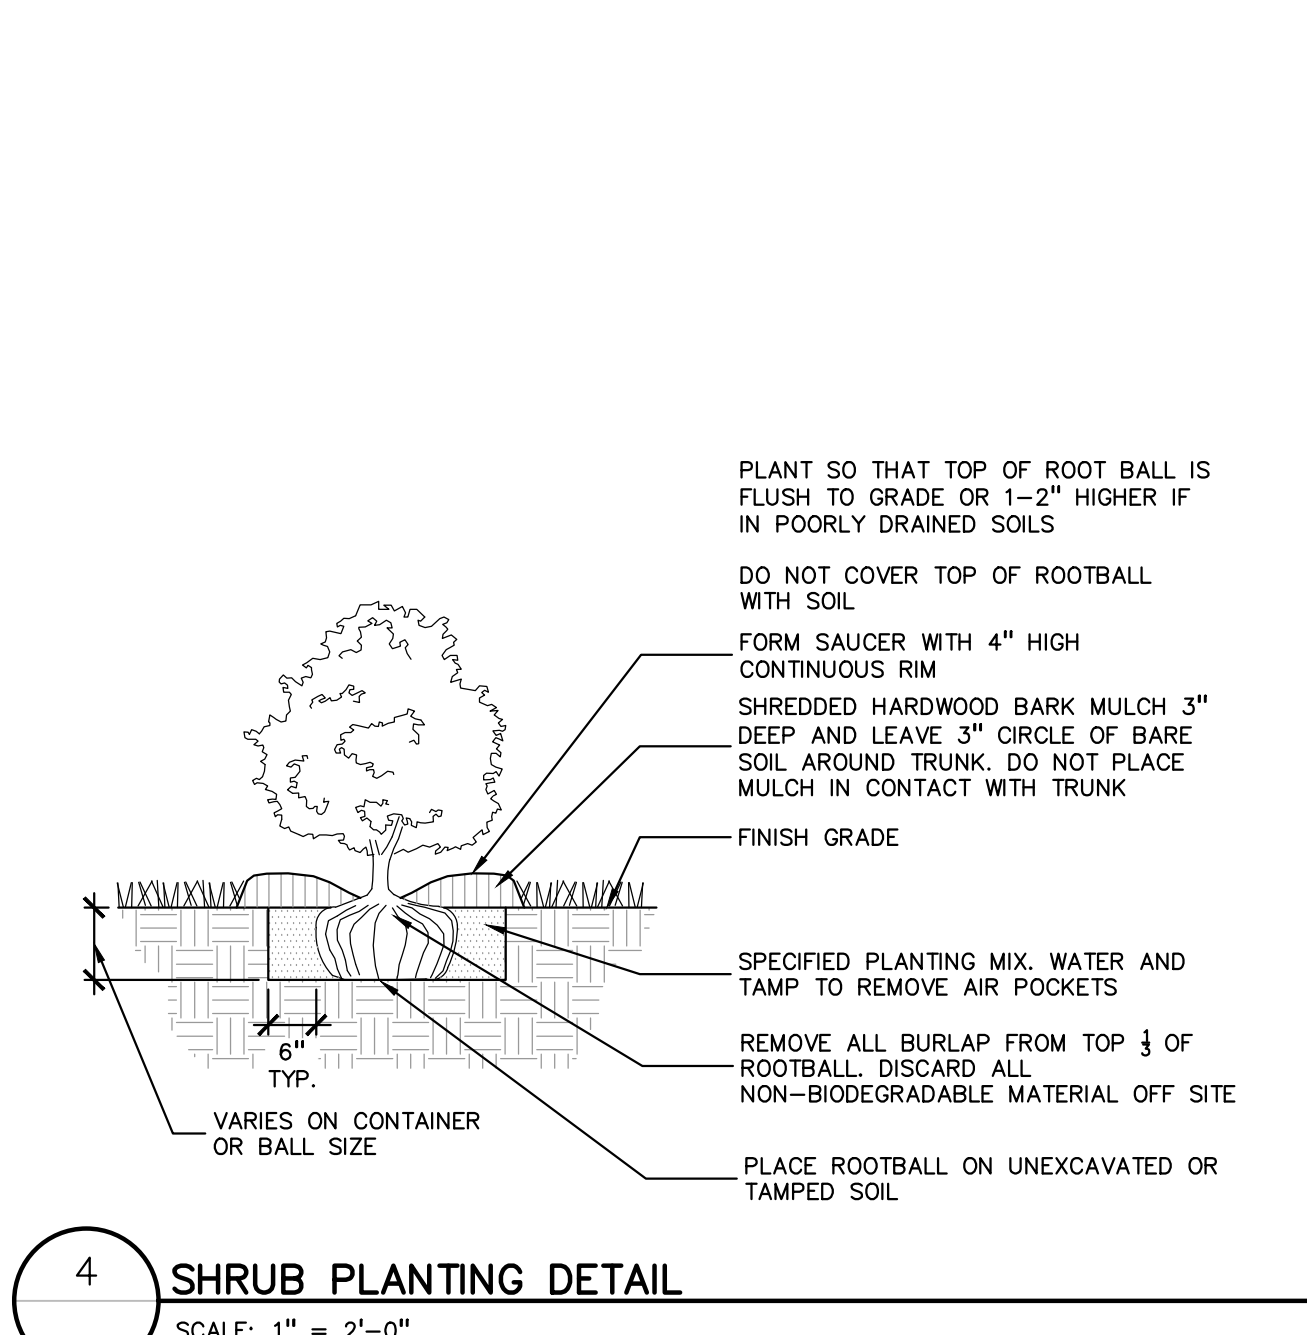 PLANT SO THAT TOP OF ROOT BALL IS
FLUSH TO GRADE OR 1-2" HIGHER IF
IN POORLY DRAINED SOILS
DO NOT COVER TOP OF ROOTBALL
WITH SOIL
FORM SAUCER WITH 4" HIGH
CONTINUOUS RIM
SHREDDED HARDWOOD BARK MULCH 3"
DEEP AND LEAVE 3" CIRCLE OF BARE
SOIL AROUND TRUNK. DO NOT PLACE
MULCH IN CONTACT WITH TRUNK
FINISH GRADE
SPECIFIED PLANTING MIX. WATER AND
TAMP TO REMOVE AIR POCKETS
REMOVE ALL BURLAP FROM TOP 1/3 OF
ROOTBALL. DISCARD ALL
NON-BIODEGRADABLE MATERIAL OFF SITE
PLACE ROOTBALL ON UNEXCAVATED OR
TAMPED SOIL
6"
TYP.
VARIES ON CONTAINER
OR BALL SIZE
4
SHRUB PLANTING DETAIL
SCALE: 1" = 2'-0"